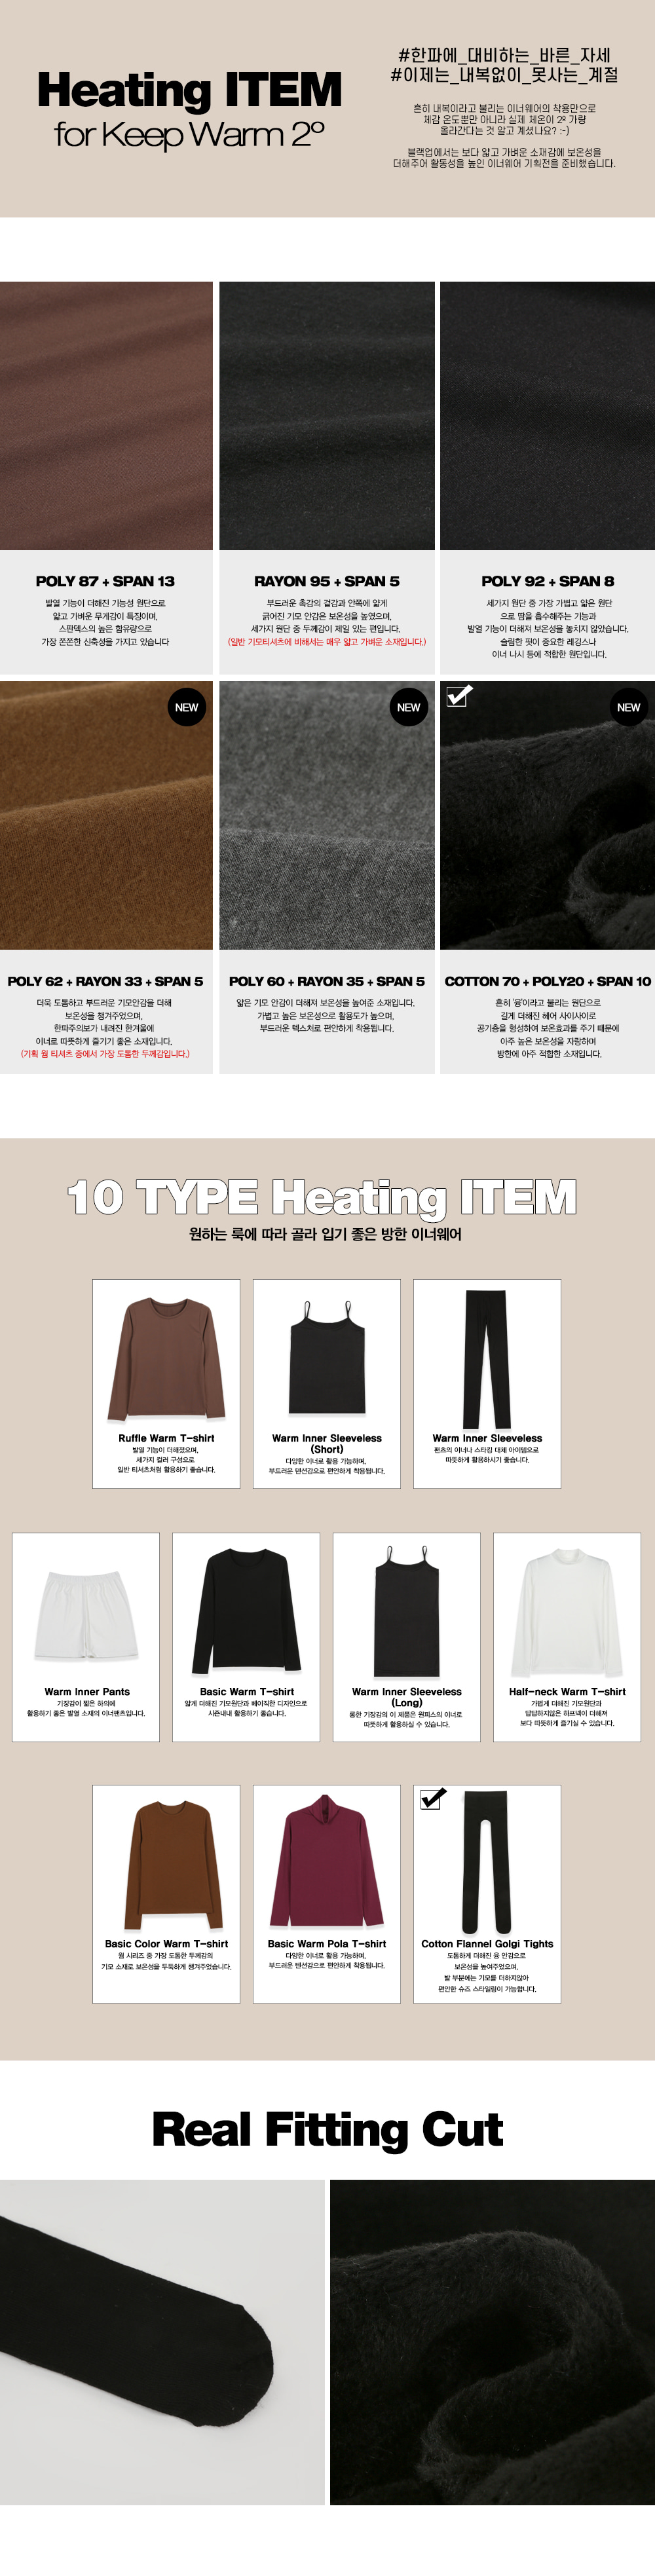 Heating ITEM
for Keep Warm 2º
#한파에_대비하는_바른_자세
#이제는_내복없이_못사는_계절
흔히 내복이라고 불리는 이너웨어의 착용만으로
체감 온도뿐만 아니라 실제 체온이 2º 가량
올라간다는 것 알고 계셨나요? :-)
블랙업에서는 보다 얇고 가벼운 소재감에 보온성을
더해주어 활동성을 높인 이너웨어 기획전을 준비했습니다.
POLY 87 + SPAN 13
발열 기능이 더해진 기능성 원단으로
얇고 가벼운 무게감이 특징이며,
스판덱스의 높은 함유량으로
가장 쫀쫀한 신축성을 가지고 있습니다
RAYON 95 + SPAN 5
부드러운 촉감의 겉감과 안쪽에 얇게
긁어진 기모 안감은 보온성을 높였으며,
세가지 원단 중 두께감이 제일 있는 편입니다.
(일반 기모티셔츠에 비해서는 매우 얇고 가벼운 소재입니다.)
POLY 92 + SPAN 8
세가지 원단 중 가장 가볍고 얇은 원단
으로 땀을 흡수해주는 기능과
발열 기능이 더해져 보온성을 놓치지 않았습니다.
슬림한 핏이 중요한 레깅스나
이너 나시 등에 적합한 원단입니다.
NEW
NEW
NEW
POLY 62 + RAYON 33 + SPAN 5
더욱 도톰하고 부드러운 기모안감을 더해
보온성을 챙겨주었으며,
한파주의보가 내려진 한겨울에
이너로 따뜻하게 즐기기 좋은 소재입니다.
(기획 웜 티셔츠 중에서 가장 도톰한 두께감입니다.)
POLY 60 + RAYON 35 + SPAN 5
얇은 기모 안감이 더해져 보온성을 높여준 소재입니다.
가볍고 높은 보온성으로 활용도가 높으며,
부드러운 텍스처로 편안하게 착용됩니다.
COTTON 70 + POLY20 + SPAN 10
흔히 '융'이라고 불리는 원단으로
길게 더해진 헤어 사이사이로
공기층을 형성하여 보온효과를 주기 때문에
아주 높은 보온성을 자랑하며
방한에 아주 적합한 소재입니다.
10 TYPE Heating ITEM
원하는 룩에 따라 골라 입기 좋은 방한 이너웨어
Ruffle Warm T-shirt
발열 기능이 더해졌으며,
세가지 컬러 구성으로
일반 티셔츠처럼 활용하기 좋습니다.
Warm Inner Sleeveless
(Short)
다양한 이너로 활용 가능하며,
부드러운 텐션감으로 편안하게 착용됩니다.
Warm Inner Sleeveless
팬츠의 이너나 스타킹 대체 아이템으로
따뜻하게 활용하시기 좋습니다.
Warm Inner Pants
기장감이 짧은 하의에
활용하기 좋은 발열 소재의 이너팬츠입니다.
Basic Warm T-shirt
얇게 더해진 기모원단과 베이직한 디자인으로
시즌내내 활용하기 좋습니다.
Warm Inner Sleeveless
(Long)
롱한 기장감의 이 제품은 원피스의 이너로
따뜻하게 활용하실 수 있습니다.
Half-neck Warm T-shirt
가볍게 더해진 기모원단과
답답하지않은 하프넥이 더해져
보다 따뜻하게 즐기실 수 있습니다.
Basic Color Warm T-shirt
웜 시리즈 중 가장 도톰한 두께감의
기모 소재로 보온성을 두둑하게 챙겨주었습니다.
Basic Warm Pola T-shirt
다양한 이너로 활용 가능하며,
부드러운 텐션감으로 편안하게 착용됩니다.
Cotton Flannel Golgi Tights
도톰하게 더해진 융 안감으로
보온성을 높여주었으며,
발 부분에는 기모를 더하지않아
편안한 슈즈 스타일링이 가능합니다.
Real Fitting Cut